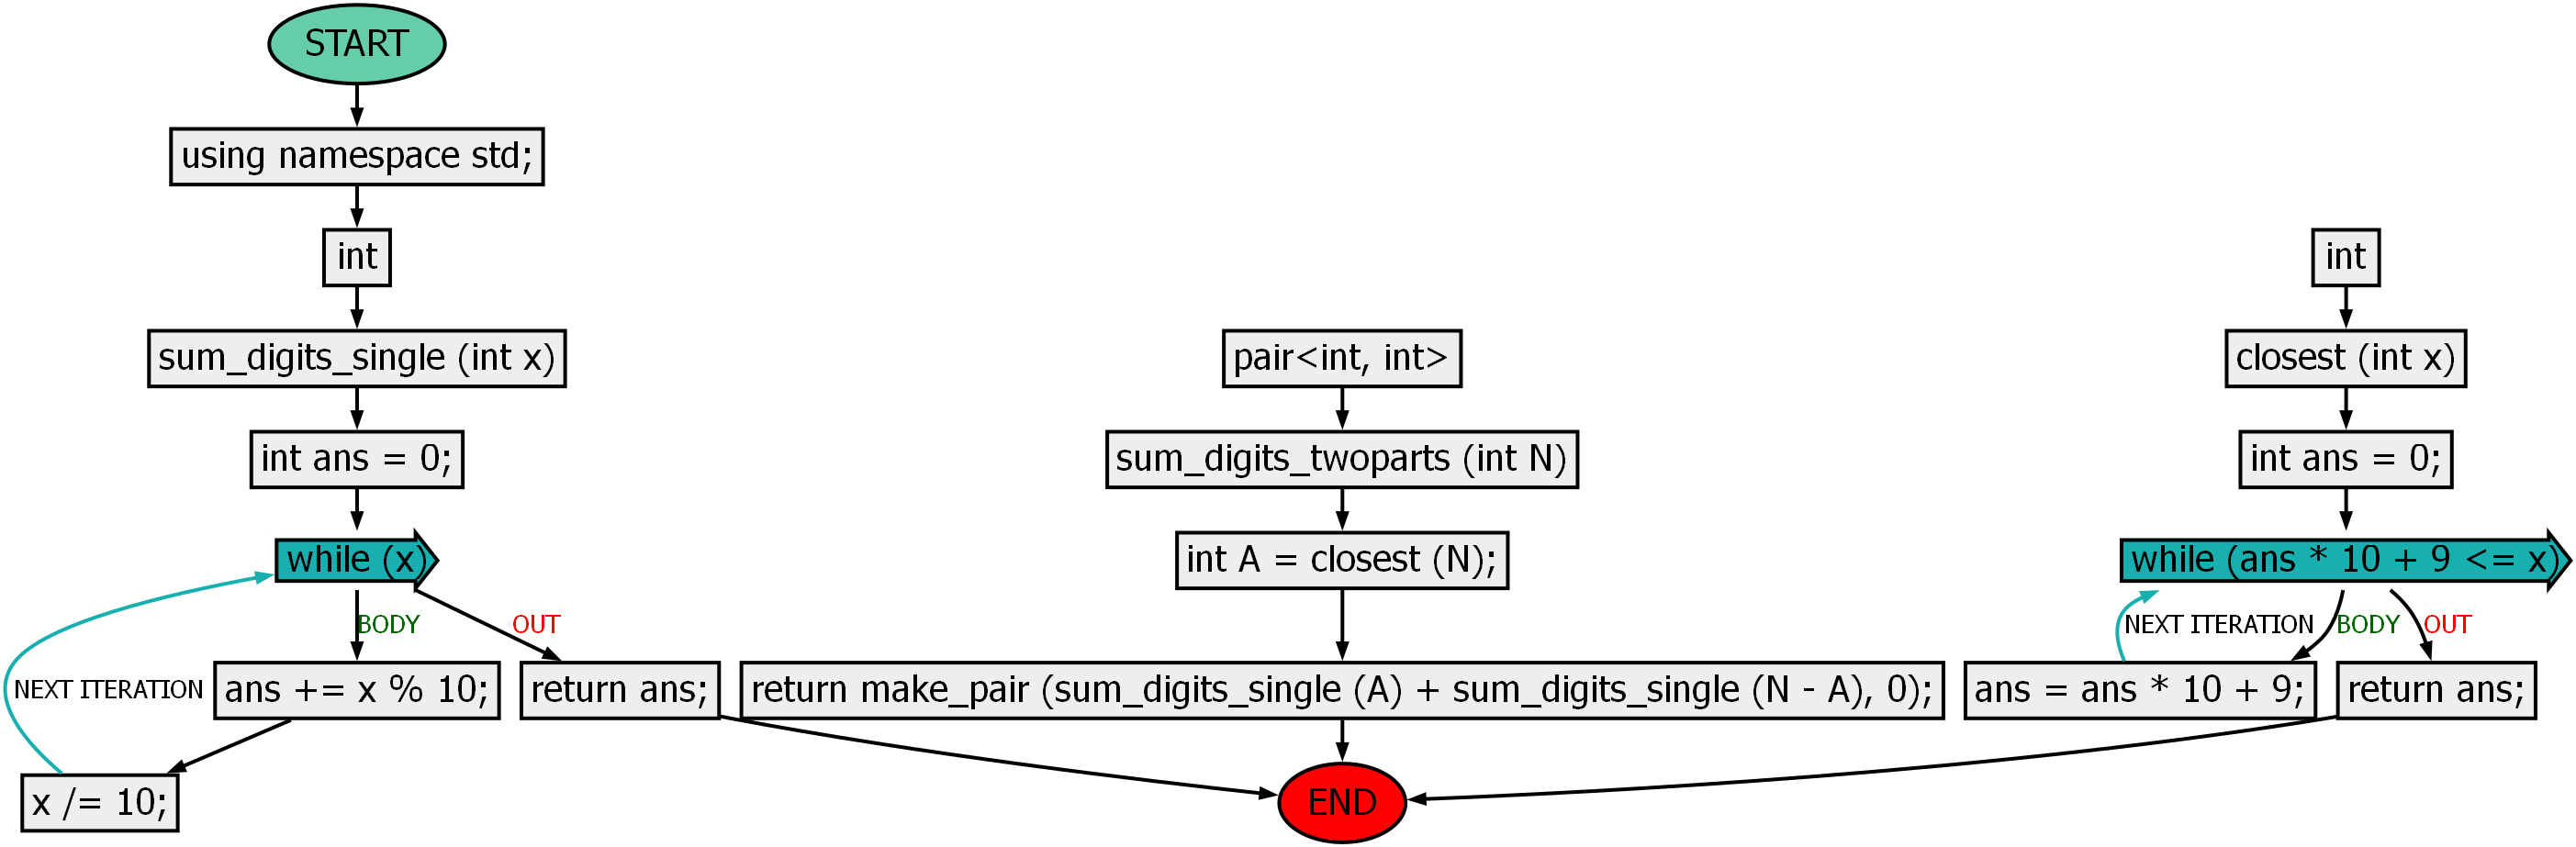 START
using namespace std;
int
sum_digits_single (int x)
int ans = 0;
while (x)
BODY
OUT
NEXT ITERATION
ans += x % 10;
return ans;
x /= 10;
pair<int, int>
sum_digits_twoparts (int N)
int A = closest (N);
return make_pair (sum_digits_single (A) + sum_digits_single (N - A), 0);
END
int
closest (int x)
int ans = 0;
while (ans * 10 + 9 <= x)
NEXT ITERATION
BODY
OUT
ans = ans * 10 + 9;
return ans;